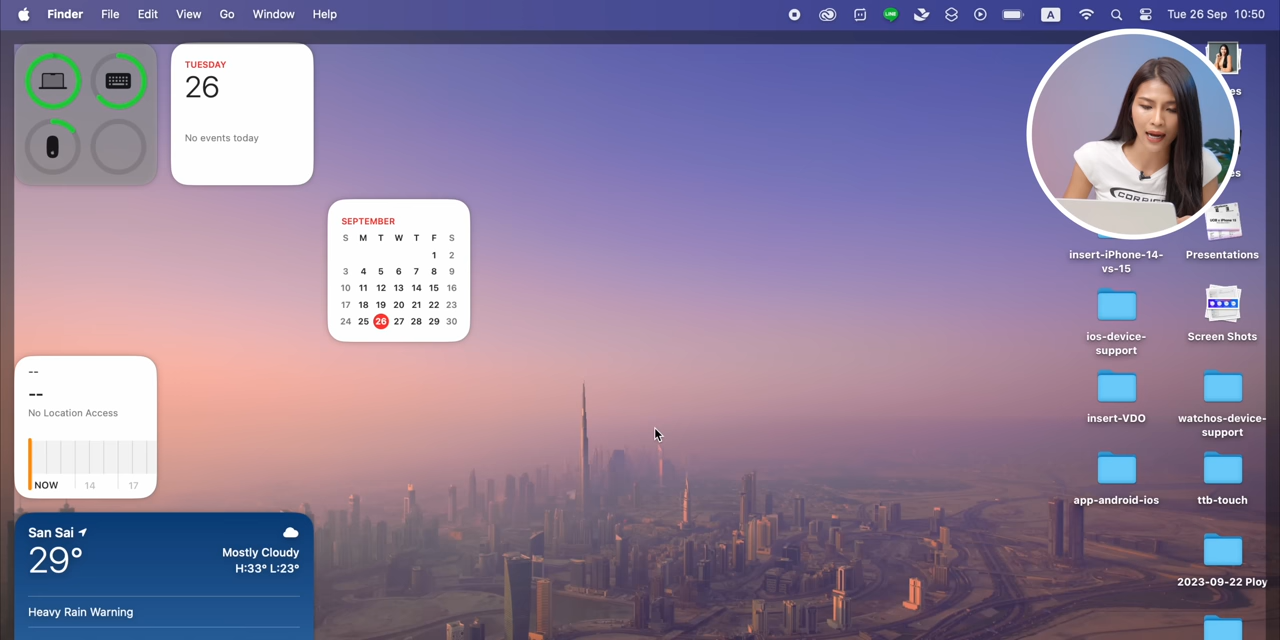 Finder File Edit View Go Window Help
LINE
A
Tue 26 Sep 10:50
TUESDAY
26
No events today
SEPTEMBER
S M T W T F S
1 2
3 4 5 6 7 8 9
10 11 12 13 14 15 16
17 18 19 20 21 22 23
24 25 26 27 28 29 30
--
--
No Location Access
NOW 14 17
San Sai
29°
Mostly Cloudy
H:33° L:23°
Heavy Rain Warning
insert-iPhone-14-
vs-15
Presentations
ios-device-
support
Screen Shots
insert-VDO
watchos-device-
support
app-android-ios
ttb-touch
2023-09-22 Ploy